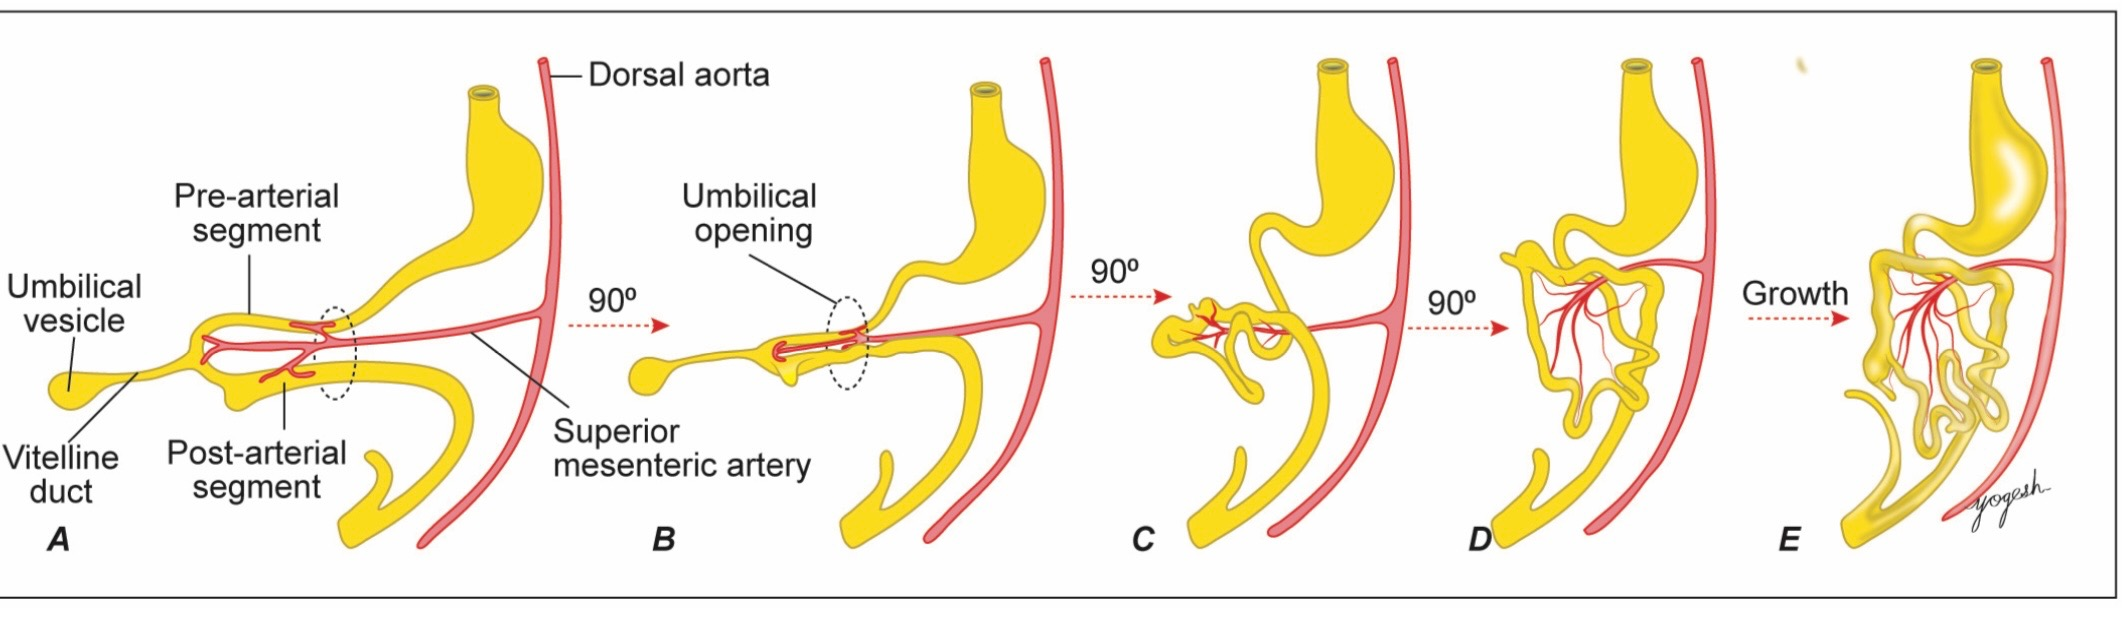 Dorsal aorta
Pre-arterial
segment
Umbilical
opening
Umbilical
vesicle
90º
90º
90º
Growth
Superior
mesenteric artery
Vitelline
duct
Post-arterial
segment
A
B
C
D
E
yogesh